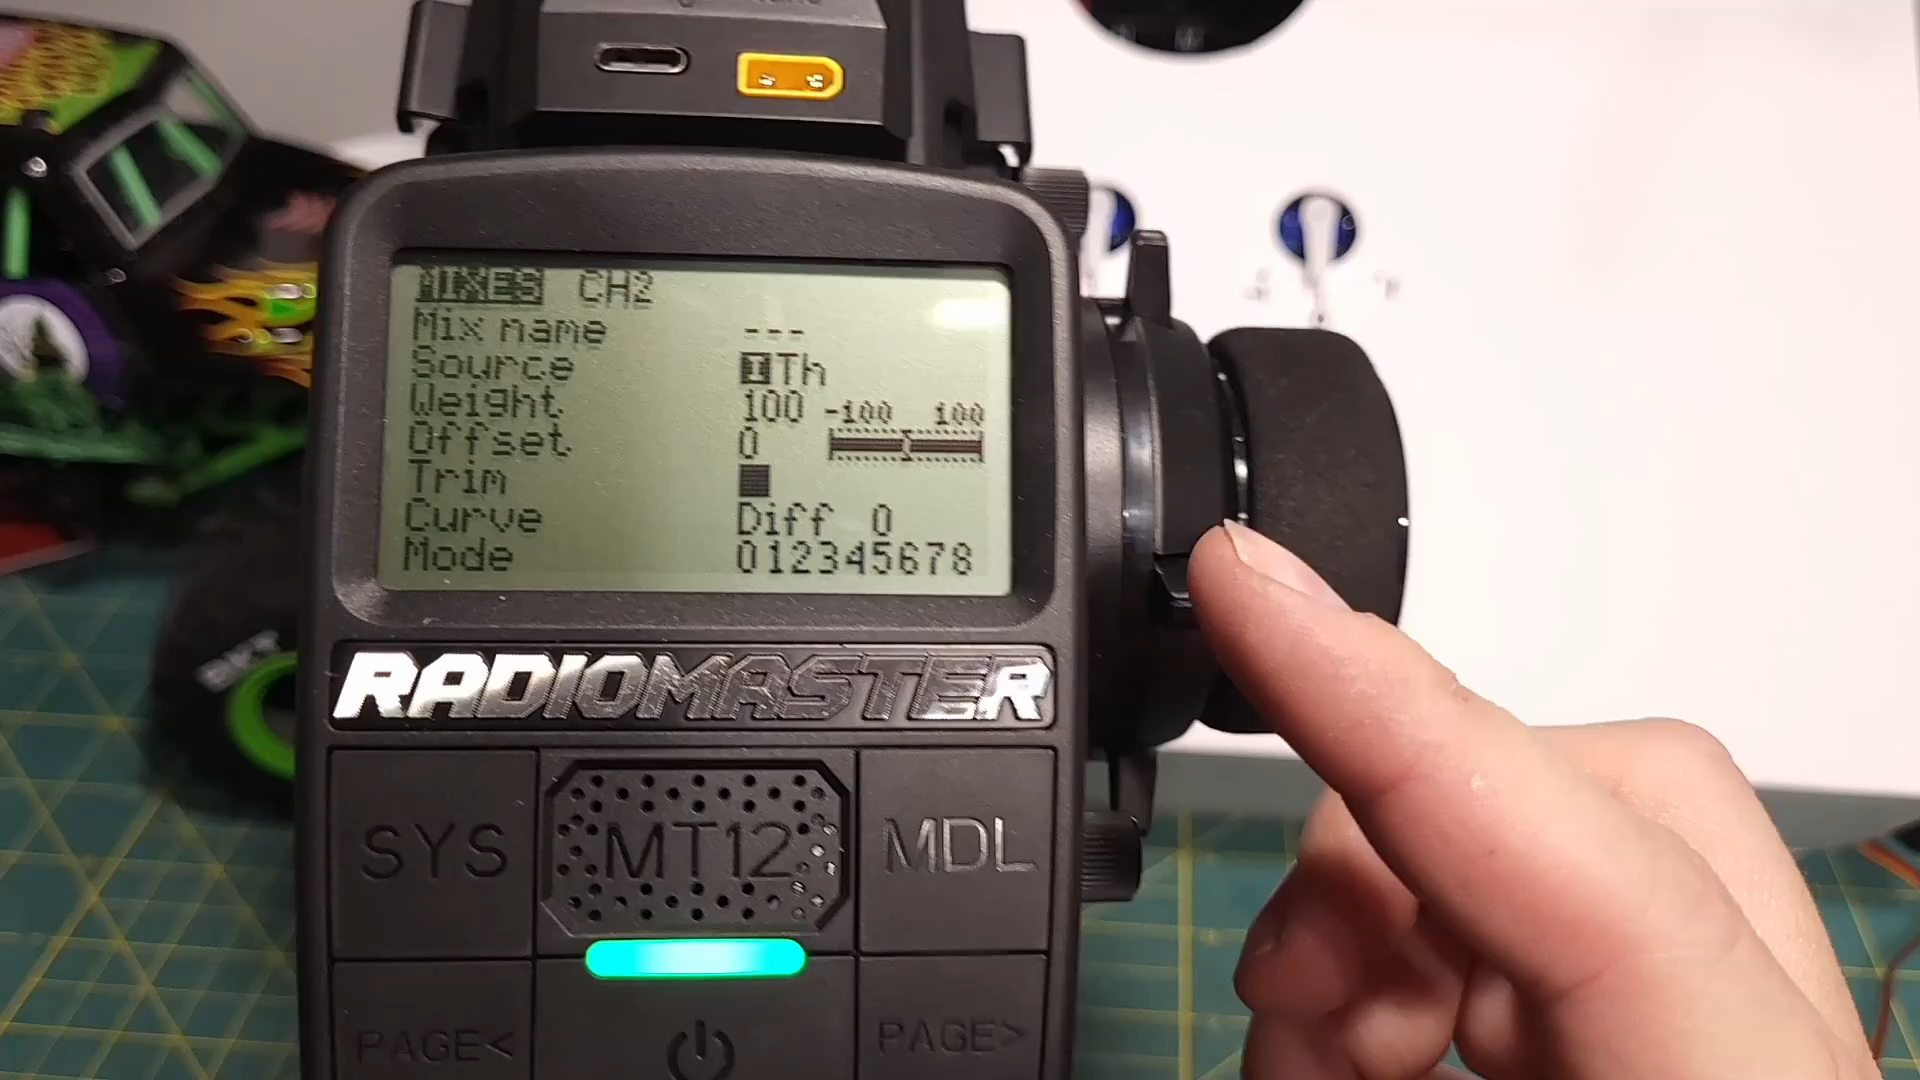 MIXES CH2
Mix name ---
Source ITh
Weight 100 -100 100
Offset 0
Trim
Curve Diff 0
Mode 012345678
RADIOMASTER
SYS MT12 MDL
PAGE< PAGE>